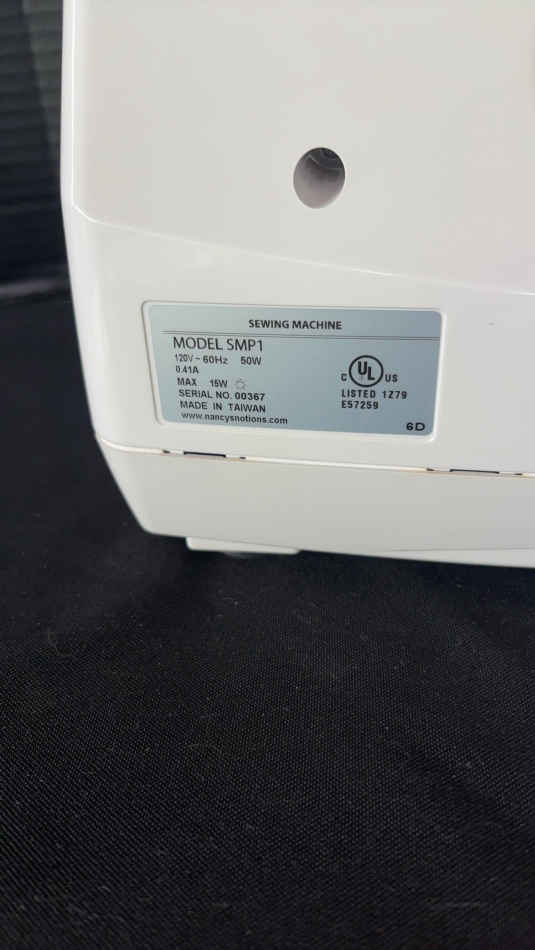 SEWING MACHINE
MODEL SMP1
120V ~ 60Hz 50W
0.41A
MAX 15W
SERIAL NO. 00367
MADE IN TAIWAN
www.nancysnotions.com
C UL US
LISTED 1Z79
E57259
6D